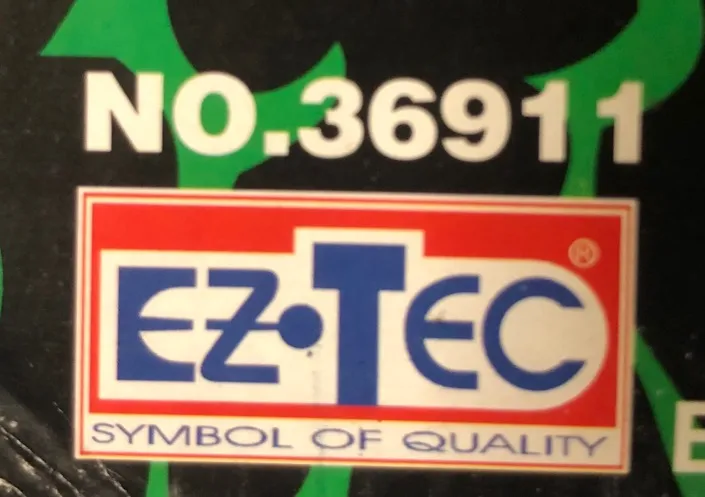 NO.36911
EZ•TEC®
SYMBOL OF QUALITY
E